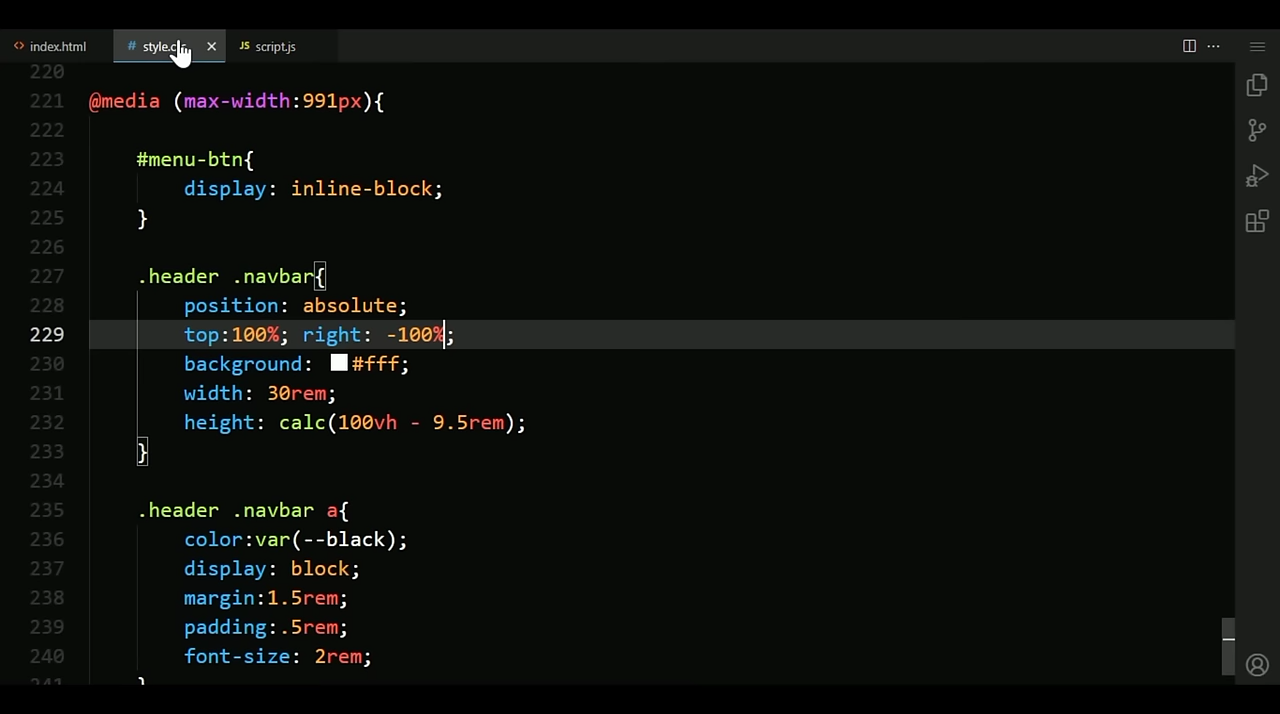 index.html
style.css
script.js
220
221 @media (max-width:991px){
222
223 #menu-btn{
224 display: inline-block;
225 }
226
227 .header .navbar{
228 position: absolute;
229 top:100%; right: -100%;
230 background: #fff;
231 width: 30rem;
232 height: calc(100vh - 9.5rem);
233 }
234
235 .header .navbar a{
236 color:var(--black);
237 display: block;
238 margin:1.5rem;
239 padding:.5rem;
240 font-size: 2rem;
241 }